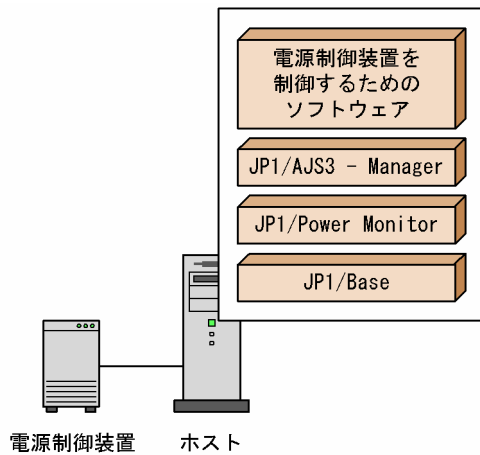 電源制御装置を
制御するための
ソフトウェア
JP1/AJS3 - Manager
JP1/Power Monitor
JP1/Base
電源制御装置
ホスト